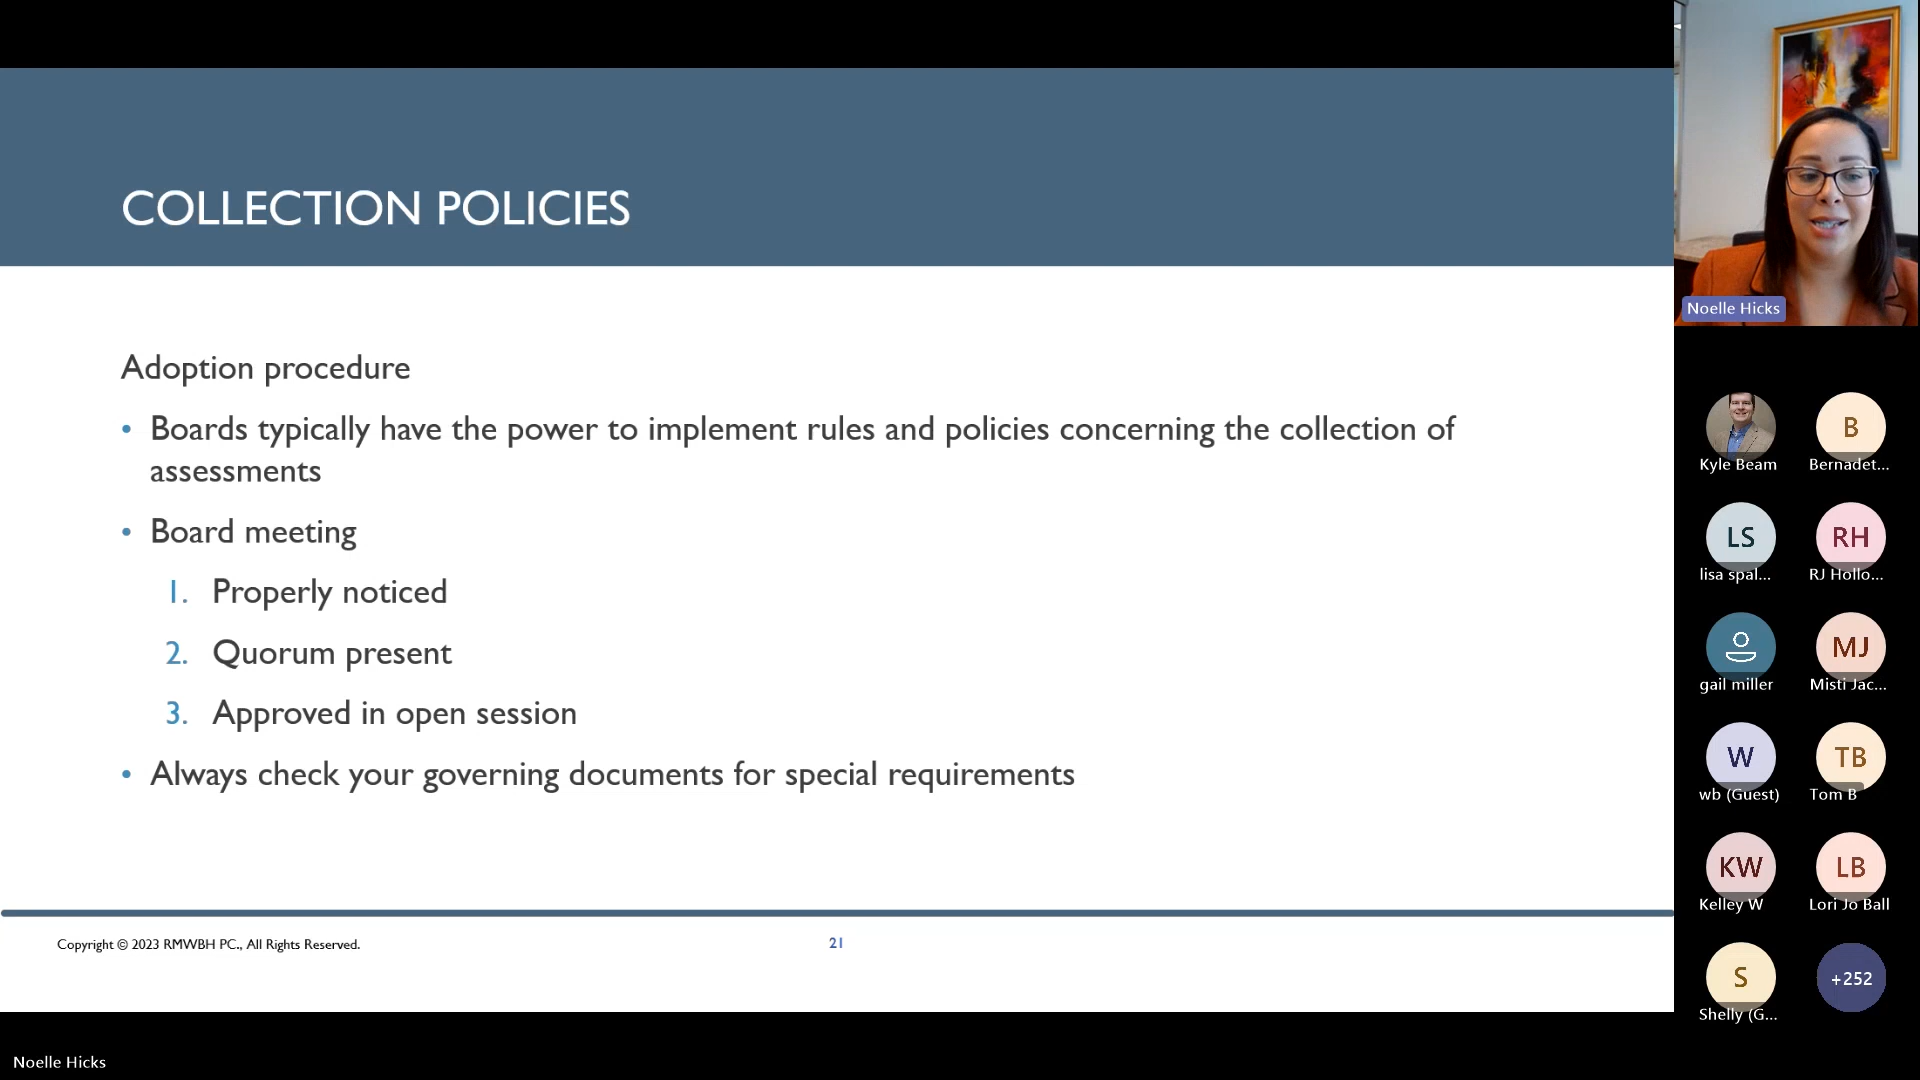 COLLECTION POLICIES
Adoption procedure
• Boards typically have the power to implement rules and policies concerning the collection of
assessments
• Board meeting
1. Properly noticed
2. Quorum present
3. Approved in open session
• Always check your governing documents for special requirements
Copyright © 2023 RMWBH PC., All Rights Reserved.
21
Noelle Hicks
Kyle Beam
B
Bernadet...
LS
lisa spal...
RH
RJ Hollo...
gail miller
MJ
Misti Jac...
W
wb (Guest)
TB
Tom B
KW
Kelley W
LB
Lori Jo Ball
S
Shelly (G...
+252
Noelle Hicks